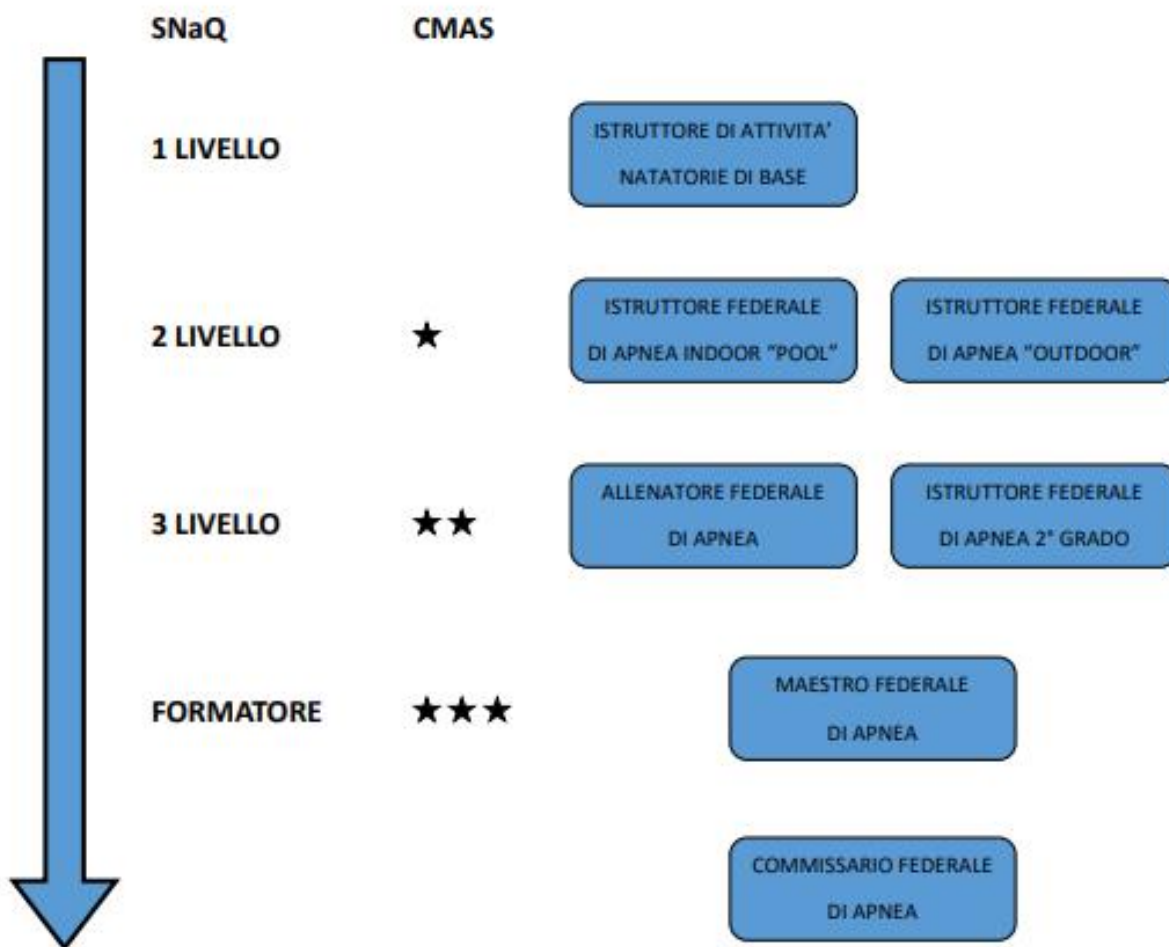 SNaQ CMAS
1 LIVELLO
ISTRUTTORE DI ATTIVITA'
NATATORIE DI BASE
2 LIVELLO ★
ISTRUTTORE FEDERALE
DI APNEA INDOOR "POOL"
ISTRUTTORE FEDERALE
DI APNEA "OUTDOOR"
3 LIVELLO ★★
ALLENATORE FEDERALE
DI APNEA
ISTRUTTORE FEDERALE
DI APNEA 2° GRADO
FORMATORE ★★★
MAESTRO FEDERALE
DI APNEA
COMMISSARIO FEDERALE
DI APNEA